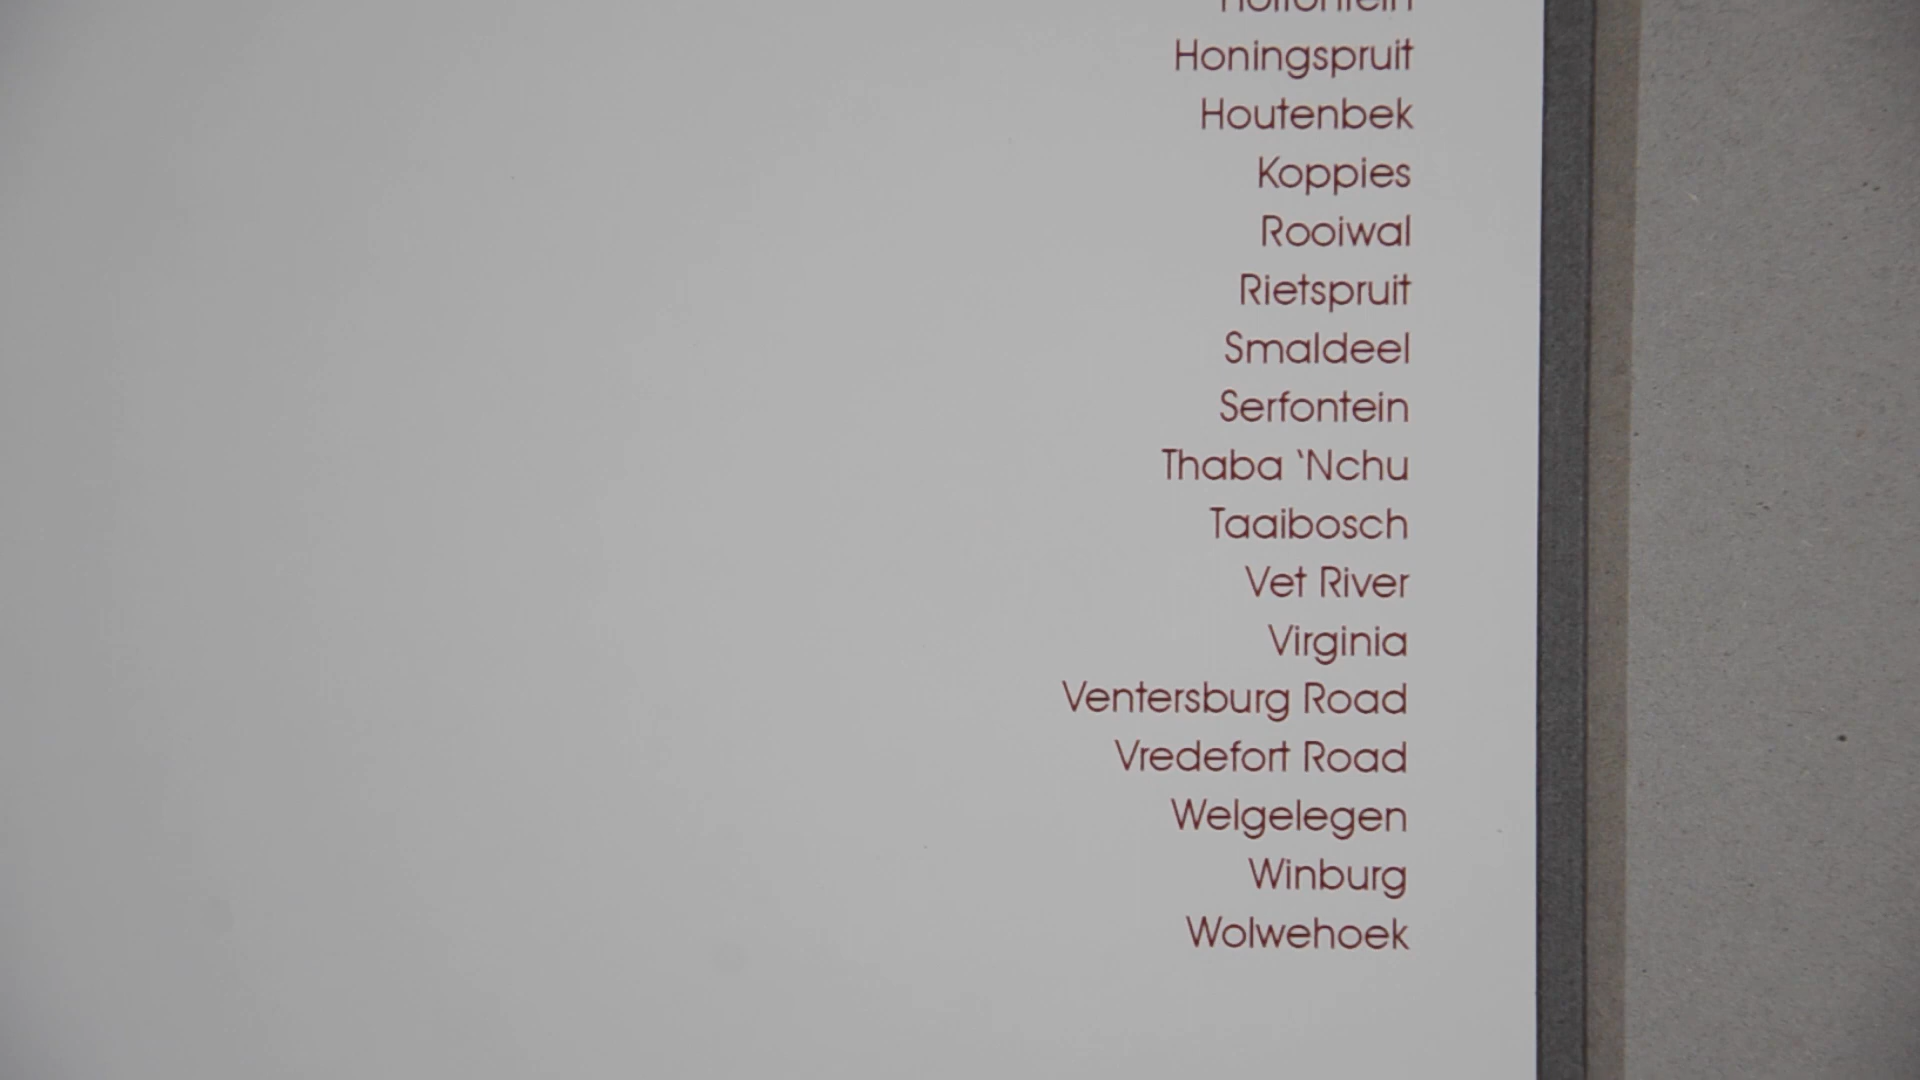 Honingspruit
Houtenbek
Koppies
Rooiwal
Rietspruit
Smaldeel
Serfontein
Thaba ‘Nchu
Taaibosch
Vet River
Virginia
Ventersburg Road
Vredefort Road
Welgelegen
Winburg
Wolwehoek